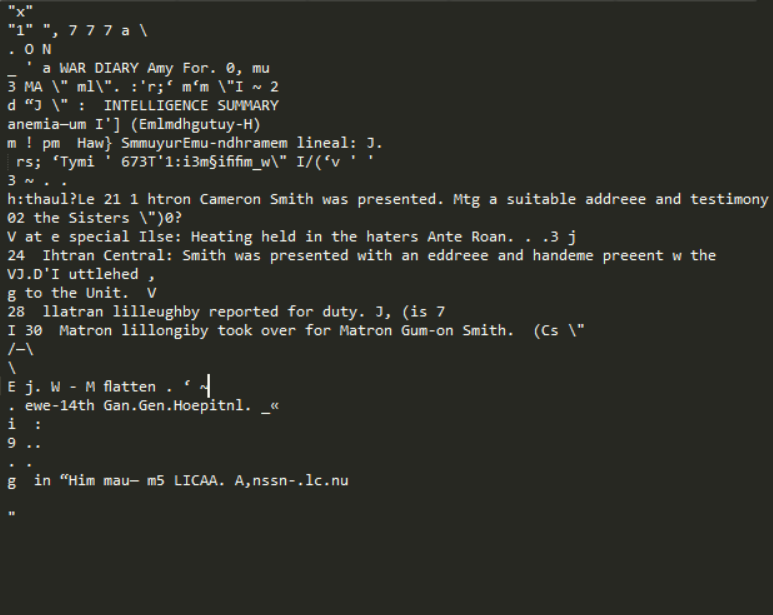 "x"
"1" ", 7 7 7 a \
. O N
_ ' a WAR DIARY Amy For. 0, mu
3 MA \" ml\". :'r;‘ m‘m \"I ~ 2
d “J \" :  INTELLIGENCE SUMMARY
anemia—um I'] (Emlmdhgutuy-H)
m ! pm  Haw} SmmuyurEmu-ndhramem lineal: J.
rs; ‘Tymi ' 673T'1:i3m§iffim_w\" I/(‘v ' '
3 ~ . .
h:thaul?Le 21 1 htron Cameron Smith was presented. Mtg a suitable addreee and testimony
02 the Sisters \")0?
V at e special Ilse: Heating held in the haters Ante Roan. . .3 j
24  Ihtran Central: Smith was presented with an eddreee and handeme preeent w the
VJ.D'I uttlehed ,
g to the Unit.  V
28  llatran lilleughby reported for duty. J, (is 7
I 30  Matron lillongiby took over for Matron Gum-on Smith.  (Cs \"
/—\
\
E j. W - M flatten . ‘ ~
. ewe-14th Gan.Gen.Hoepitnl. _«
i  :
9 ..
. .
g  in “Him mau— m5 LICAA. A,nssn-.lc.nu
"